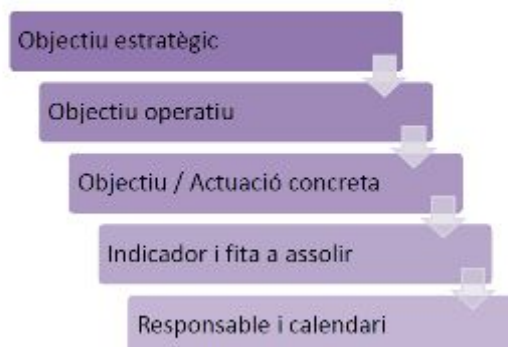 Objectiu estratègic
Objectiu operatiu
Objectiu / Actuació concreta
Indicador i fita a assolir
Responsable i calendari